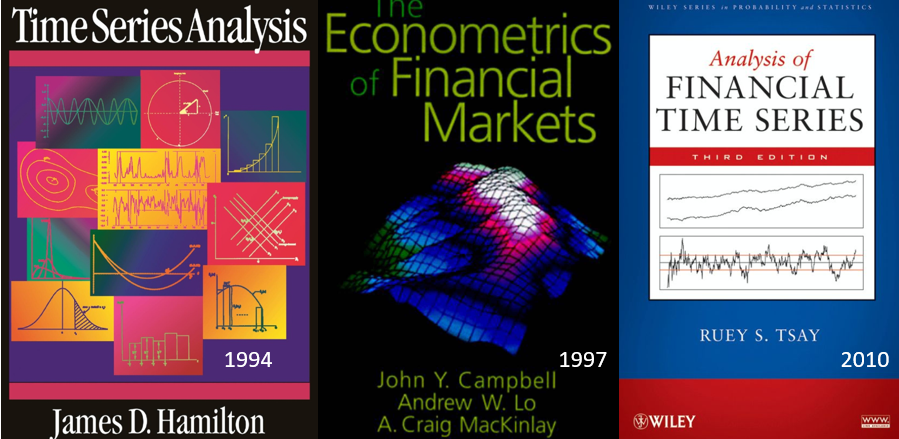 Time Series Analysis
1994
James D. Hamilton
The
Econometrics
of Financial
Markets
1997
John Y. Campbell
Andrew W. Lo
A. Craig MacKinlay
WILEY SERIES in PROBABILITY and STATISTICS
Analysis of
FINANCIAL
TIME SERIES
THIRD EDITION
RUEY S. TSAY
2010
WILEY
WWW.